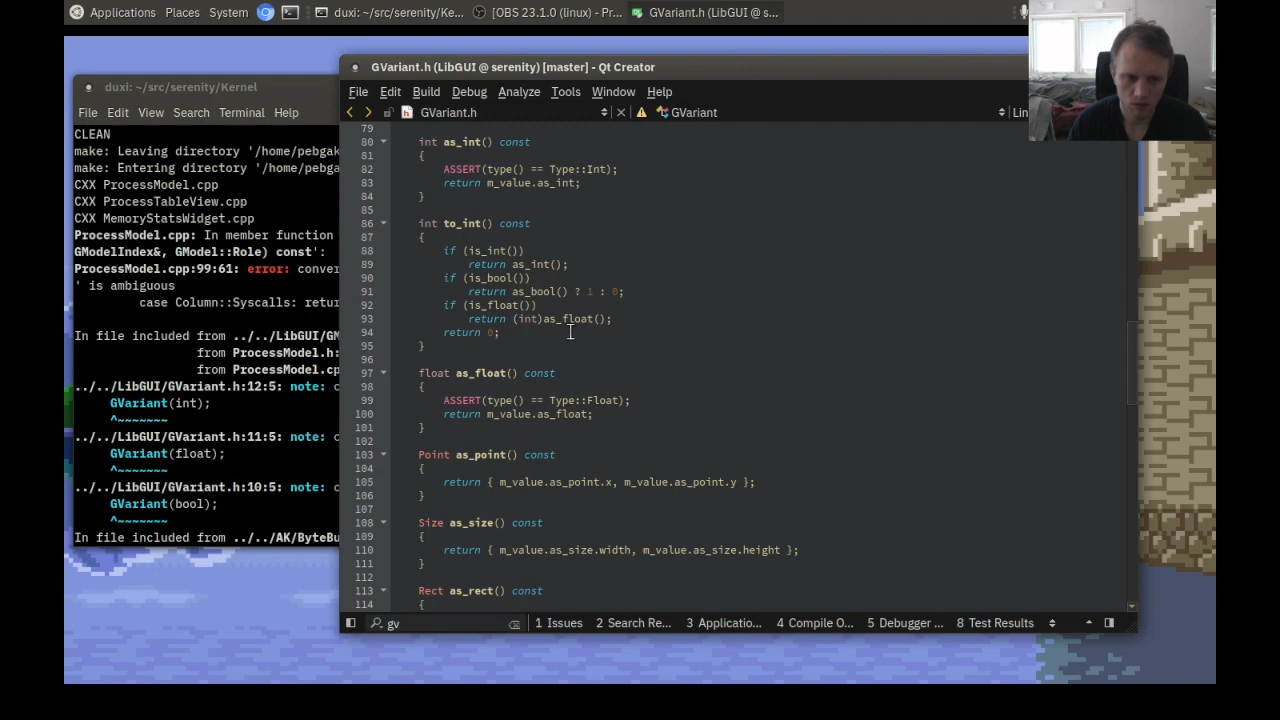 Applications Places System duxi: ~/src/serenity/Ke... [OBS 23.1.0 (linux) - Pr... GVariant.h (LibGUI @ s...
duxi: ~/src/serenity/Kernel
File Edit View Search Terminal Help
CLEAN
make: Leaving directory '/home/pebgak
make: Entering directory '/home/pebga
CXX ProcessModel.cpp
CXX ProcessTableView.cpp
CXX MemoryStatsWidget.cpp
ProcessModel.cpp: In member function
GModelIndex&, GModel::Role) const':
ProcessModel.cpp:99:61: error: conver
' is ambiguous
case Column::Syscalls: retur
In file included from ../../LibGUI/GM
from ProcessModel.h:
from ProcessModel.cp
../../LibGUI/GVariant.h:12:5: note: c
GVariant(int);
^~~~~~~~
../../LibGUI/GVariant.h:11:5: note: c
GVariant(float);
^~~~~~~~
../../LibGUI/GVariant.h:10:5: note: c
GVariant(bool);
^~~~~~~~
In file included from ../../AK/ByteBu
GVariant.h (LibGUI @ serenity) [master] - Qt Creator
File Edit Build Debug Analyze Tools Window Help
GVariant.h GVariant Lin
79
80 int as_int() const
81 {
82 ASSERT(type() == Type::Int);
83 return m_value.as_int;
84 }
85
86 int to_int() const
87 {
88 if (is_int())
89 return as_int();
90 if (is_bool())
91 return as_bool() ? 1 : 0;
92 if (is_float())
93 return (int)as_float();
94 return 0;
95 }
96
97 float as_float() const
98 {
99 ASSERT(type() == Type::Float);
100 return m_value.as_float;
101 }
102
103 Point as_point() const
104 {
105 return { m_value.as_point.x, m_value.as_point.y };
106 }
107
108 Size as_size() const
109 {
110 return { m_value.as_size.width, m_value.as_size.height };
111 }
112
113 Rect as_rect() const
114 {
gv 1 Issues 2 Search Re... 3 Applicatio... 4 Compile O... 5 Debugger ... 8 Test Results